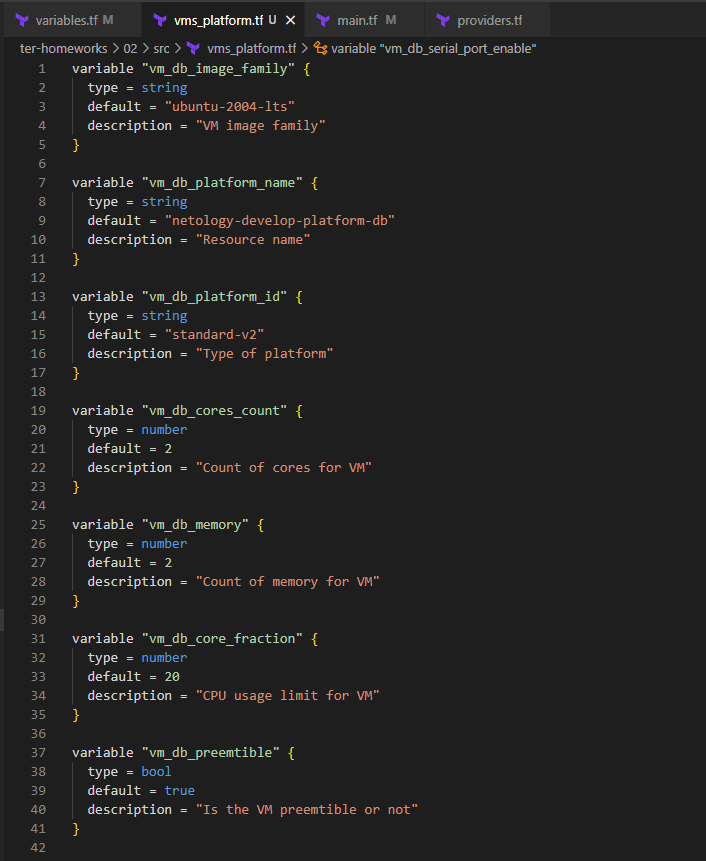 variables.tf M vms_platform.tf U × main.tf M providers.tf
ter-homeworks > 02 > src > vms_platform.tf > variable "vm_db_serial_port_enable"
1 variable "vm_db_image_family" {
2 type = string
3 default = "ubuntu-2004-lts"
4 description = "VM image family"
5 }
6
7 variable "vm_db_platform_name" {
8 type = string
9 default = "netology-develop-platform-db"
10 description = "Resource name"
11 }
12
13 variable "vm_db_platform_id" {
14 type = string
15 default = "standard-v2"
16 description = "Type of platform"
17 }
18
19 variable "vm_db_cores_count" {
20 type = number
21 default = 2
22 description = "Count of cores for VM"
23 }
24
25 variable "vm_db_memory" {
26 type = number
27 default = 2
28 description = "Count of memory for VM"
29 }
30
31 variable "vm_db_core_fraction" {
32 type = number
33 default = 20
34 description = "CPU usage limit for VM"
35 }
36
37 variable "vm_db_preemtible" {
38 type = bool
39 default = true
40 description = "Is the VM preemtible or not"
41 }
42